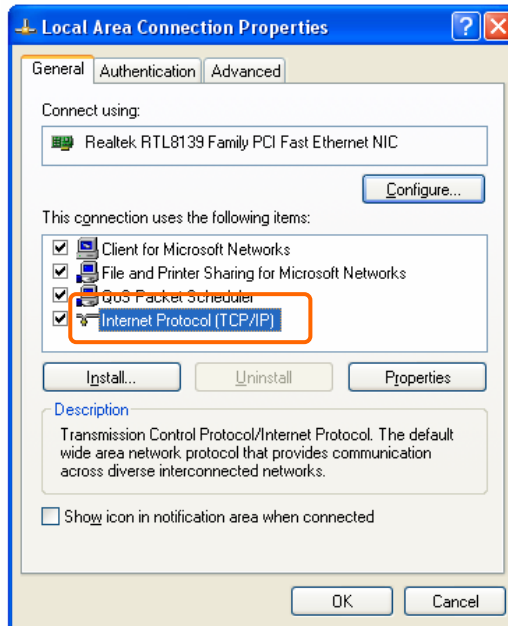 Local Area Connection Properties
General Authentication Advanced
Connect using:
Realtek RTL8139 Family PCI Fast Ethernet NIC
Configure...
This connection uses the following items:
Client for Microsoft Networks
File and Printer Sharing for Microsoft Networks
QoS Packet Scheduler
Internet Protocol (TCP/IP)
Install... Uninstall Properties
Description
Transmission Control Protocol/Internet Protocol. The default
wide area network protocol that provides communication
across diverse interconnected networks.
Show icon in notification area when connected
OK Cancel